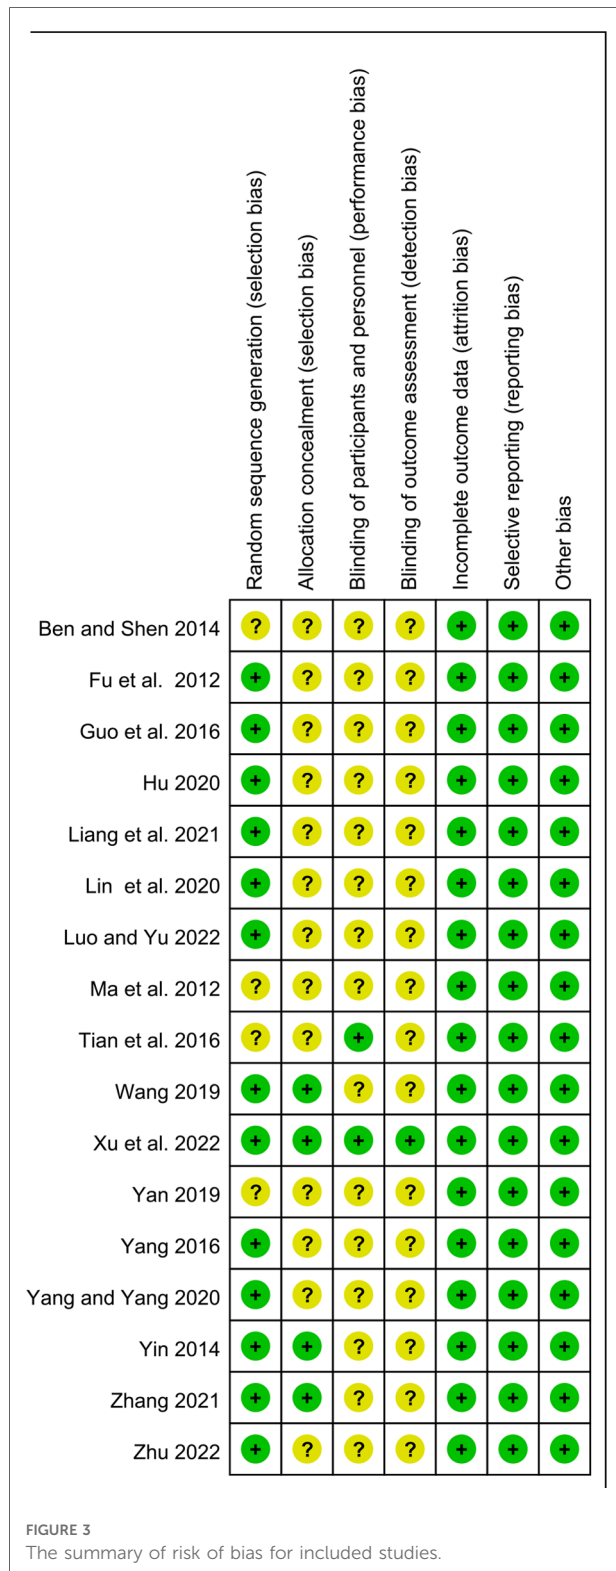 Random sequence generation (selection bias)
Allocation concealment (selection bias)
Blinding of participants and personnel (performance bias)
Blinding of outcome assessment (detection bias)
Incomplete outcome data (attrition bias)
Selective reporting (reporting bias)
Other bias
Ben and Shen 2014 ? ? ? ? + + +
Fu et al. 2012 + ? ? ? + + +
Guo et al. 2016 + ? ? ? + + +
Hu 2020 + ? ? ? + + +
Liang et al. 2021 + ? ? ? + + +
Lin et al. 2020 + ? ? ? + + +
Luo and Yu 2022 + ? ? ? + + +
Ma et al. 2012 ? ? ? ? + + +
Tian et al. 2016 ? ? + ? + + +
Wang 2019 + + ? ? + + +
Xu et al. 2022 + + + + + + +
Yan 2019 ? ? ? ? + + +
Yang 2016 + ? ? ? + + +
Yang and Yang 2020 + ? ? ? + + +
Yin 2014 + + ? ? + + +
Zhang 2021 + + ? ? + + +
Zhu 2022 + ? ? ? + + +
FIGURE 3
The summary of risk of bias for included studies.